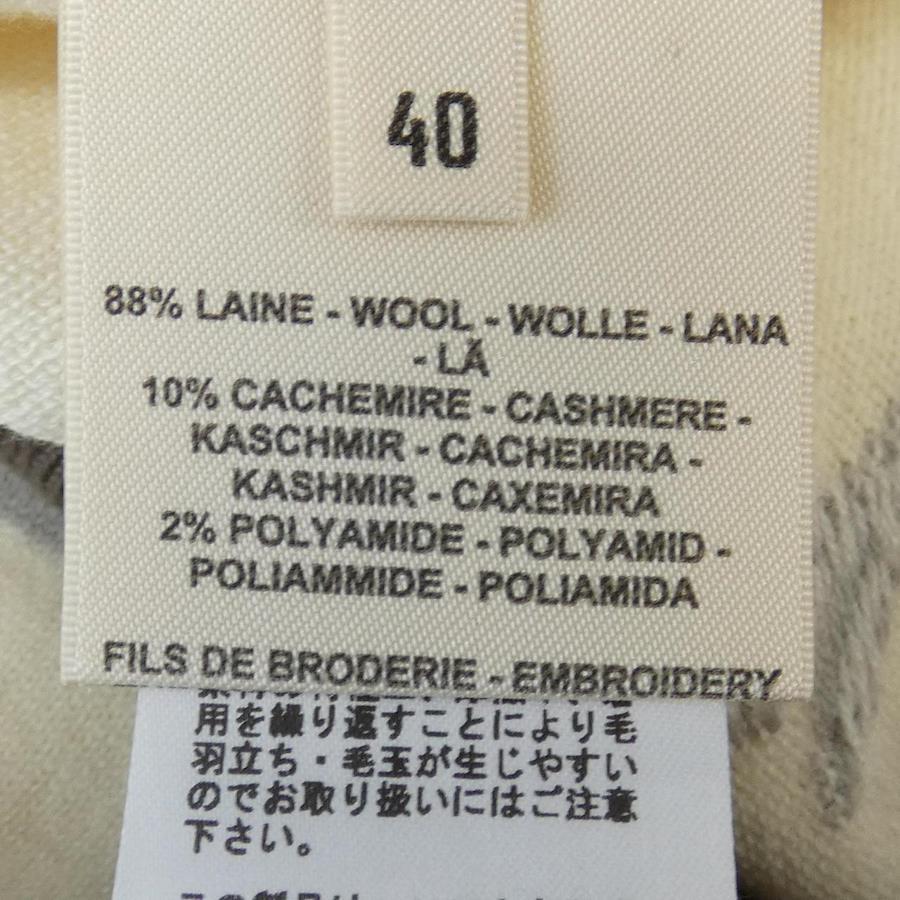 40
88% LAINE - WOOL - WOLLE - LANA
- LÃ
10% CACHEMIRE - CASHMERE -
KASCHMIR - CACHEMIRA -
KASHMIR - CAXEMIRA
2% POLYAMIDE - POLYAMID -
POLIAMMIDE - POLIAMIDA
FILS DE BRODERIE - EMBROIDERY
用を繰り返すことにより毛
羽立ち・毛玉が生じやすい
のでお取り扱いにはご注意
下さい。